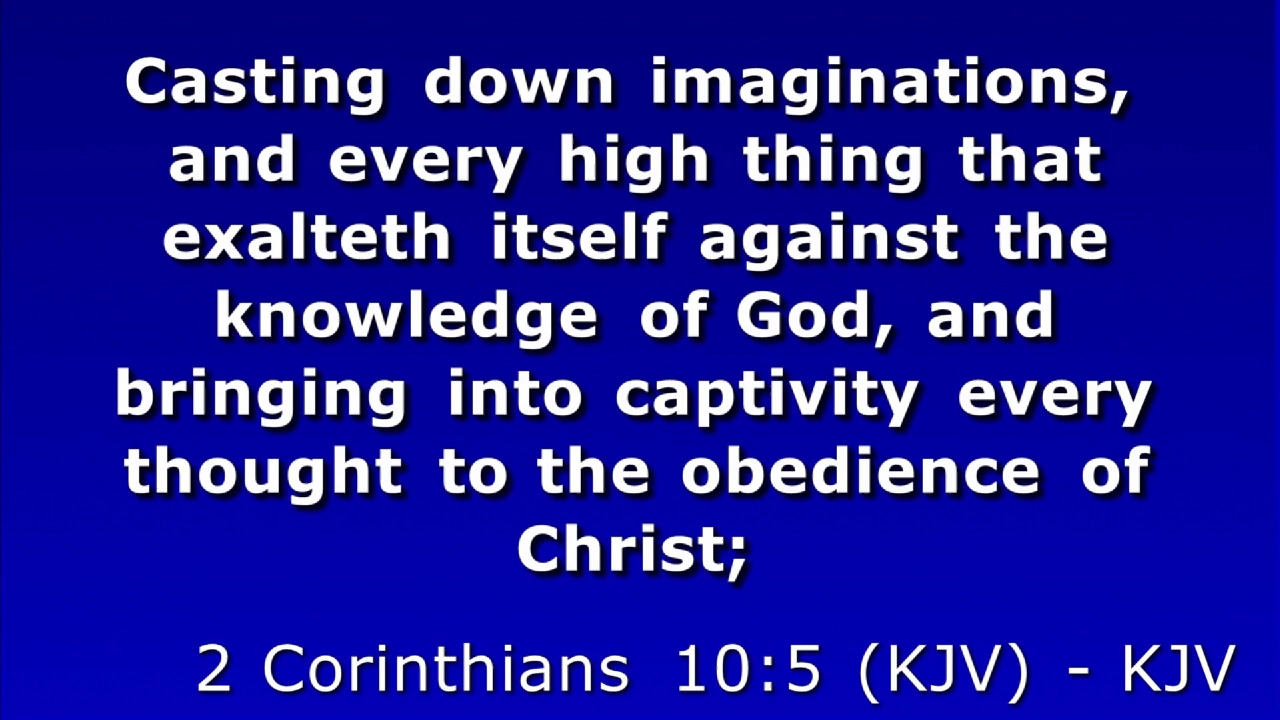 Casting down imaginations,
and every high thing that
exalteth itself against the
knowledge of God, and
bringing into captivity every
thought to the obedience of
Christ;
2 Corinthians 10:5 (KJV) - KJV